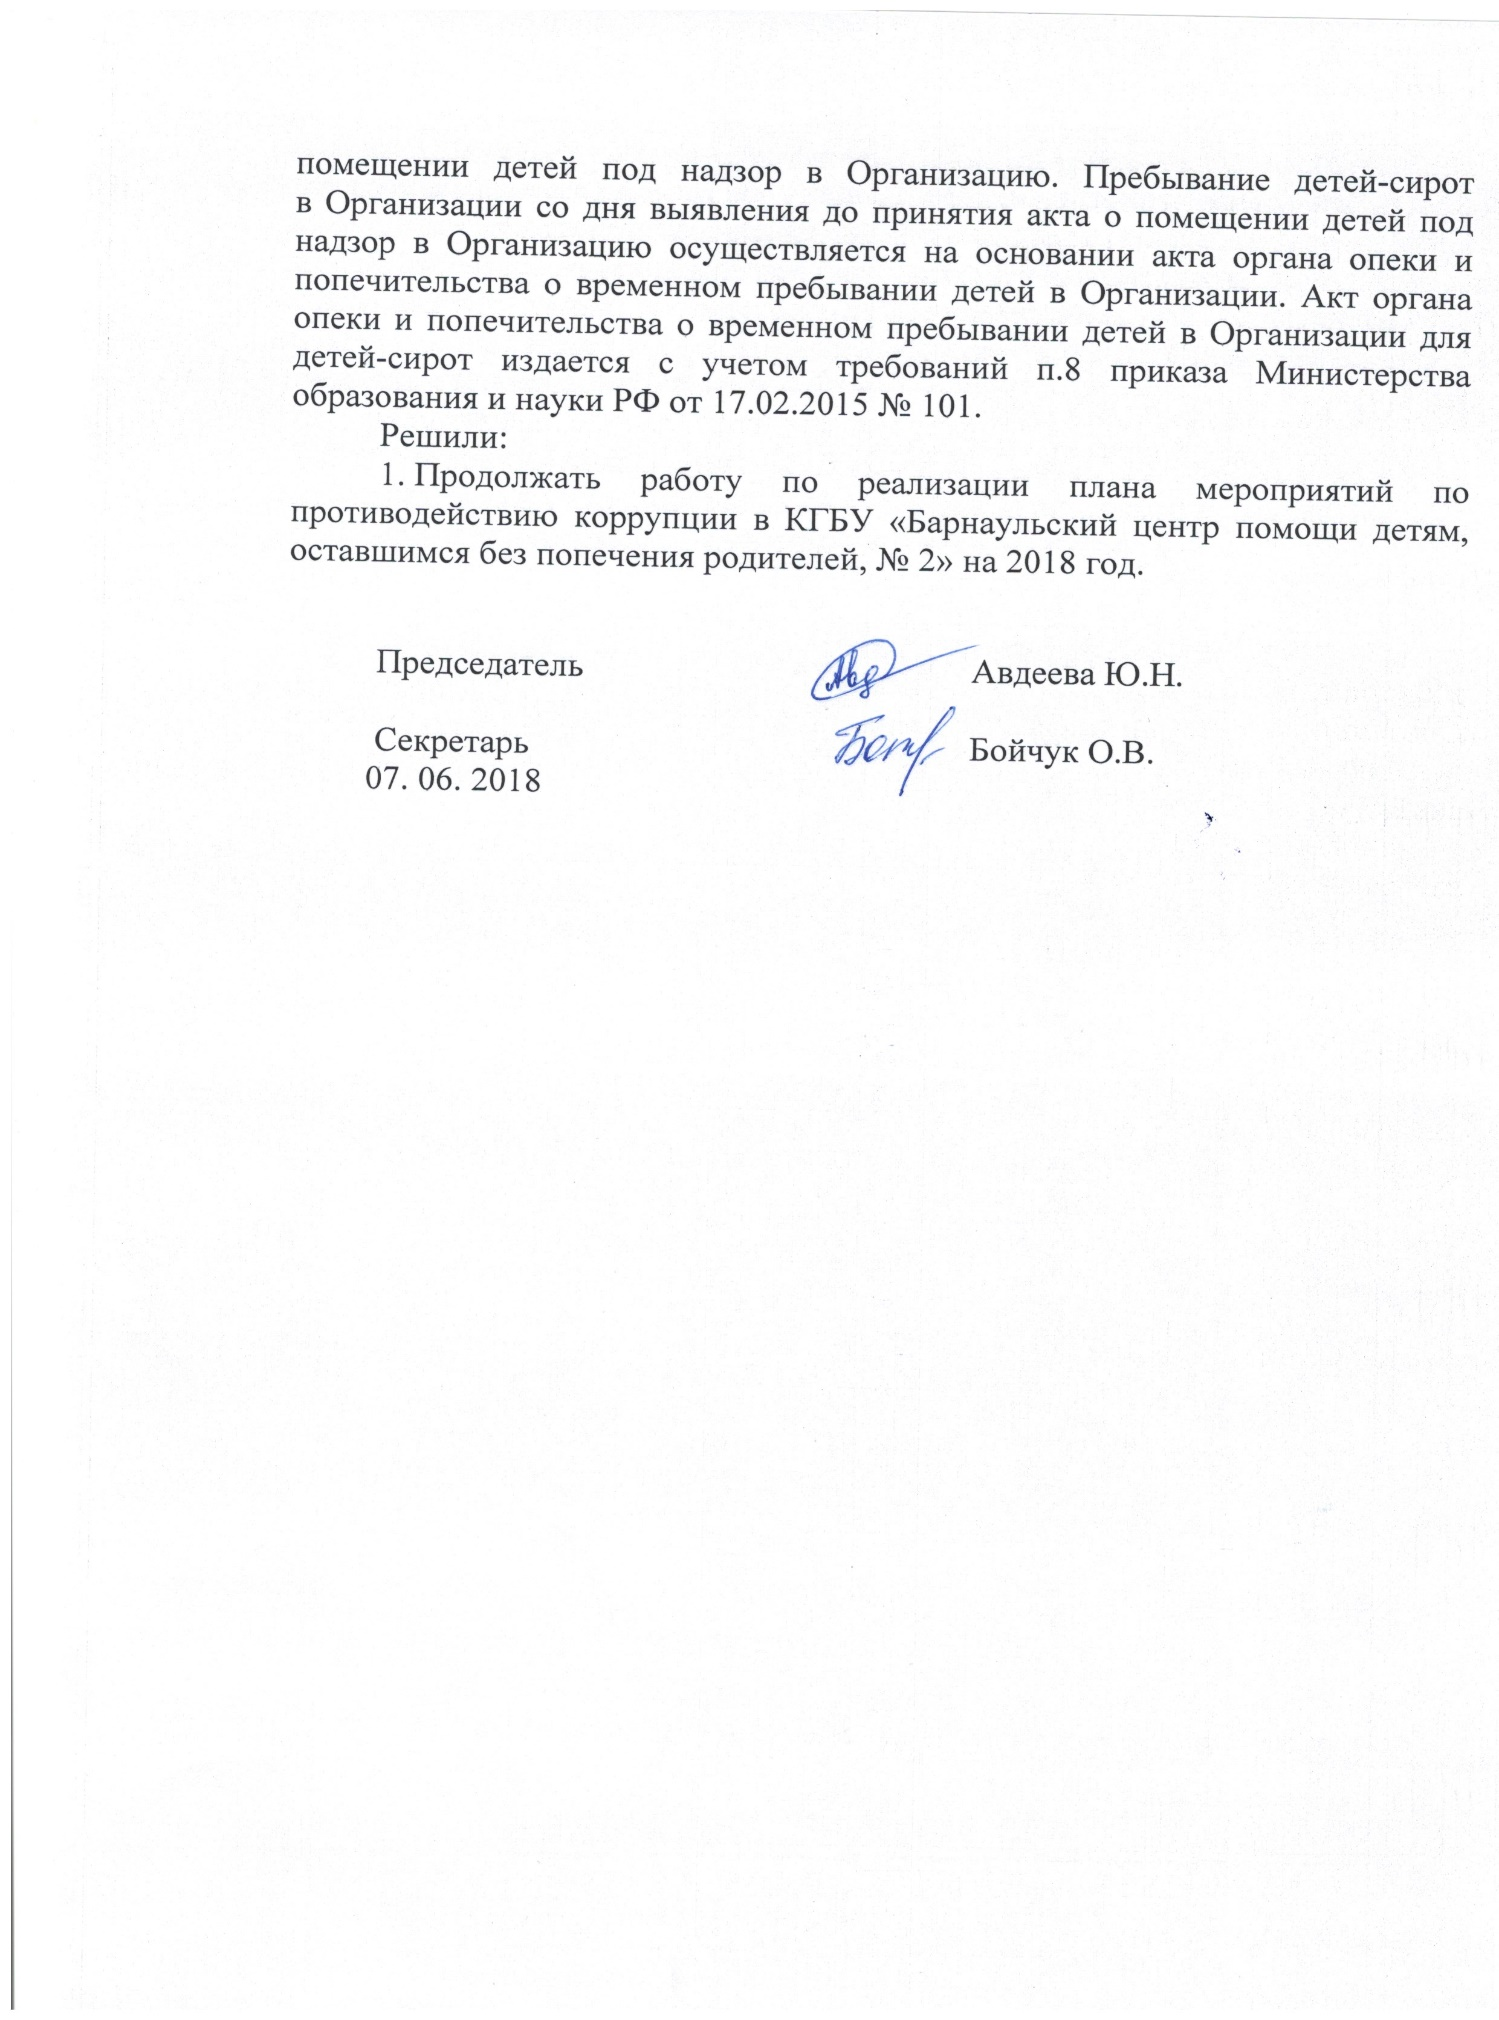 помещении детей под надзор в Организацию. Пребывание детей-сирот
в Организации со дня выявления до принятия акта о помещении детей под
надзор в Организацию осуществляется на основании акта органа опеки и
попечительства о временном пребывании детей в Организации. Акт органа
опеки и попечительства о временном пребывании детей в Организации для
детей-сирот издается с учетом требований п.8 приказа Министерства
образования и науки РФ от 17.02.2015 № 101.
Решили:
1. Продолжать работу по реализации плана мероприятий по
противодействию коррупции в КГБУ «Барнаульский центр помощи детям,
оставшимся без попечения родителей, № 2» на 2018 год.
Председатель Авдеева Ю.Н.
Секретарь Бойчук О.В.
07. 06. 2018